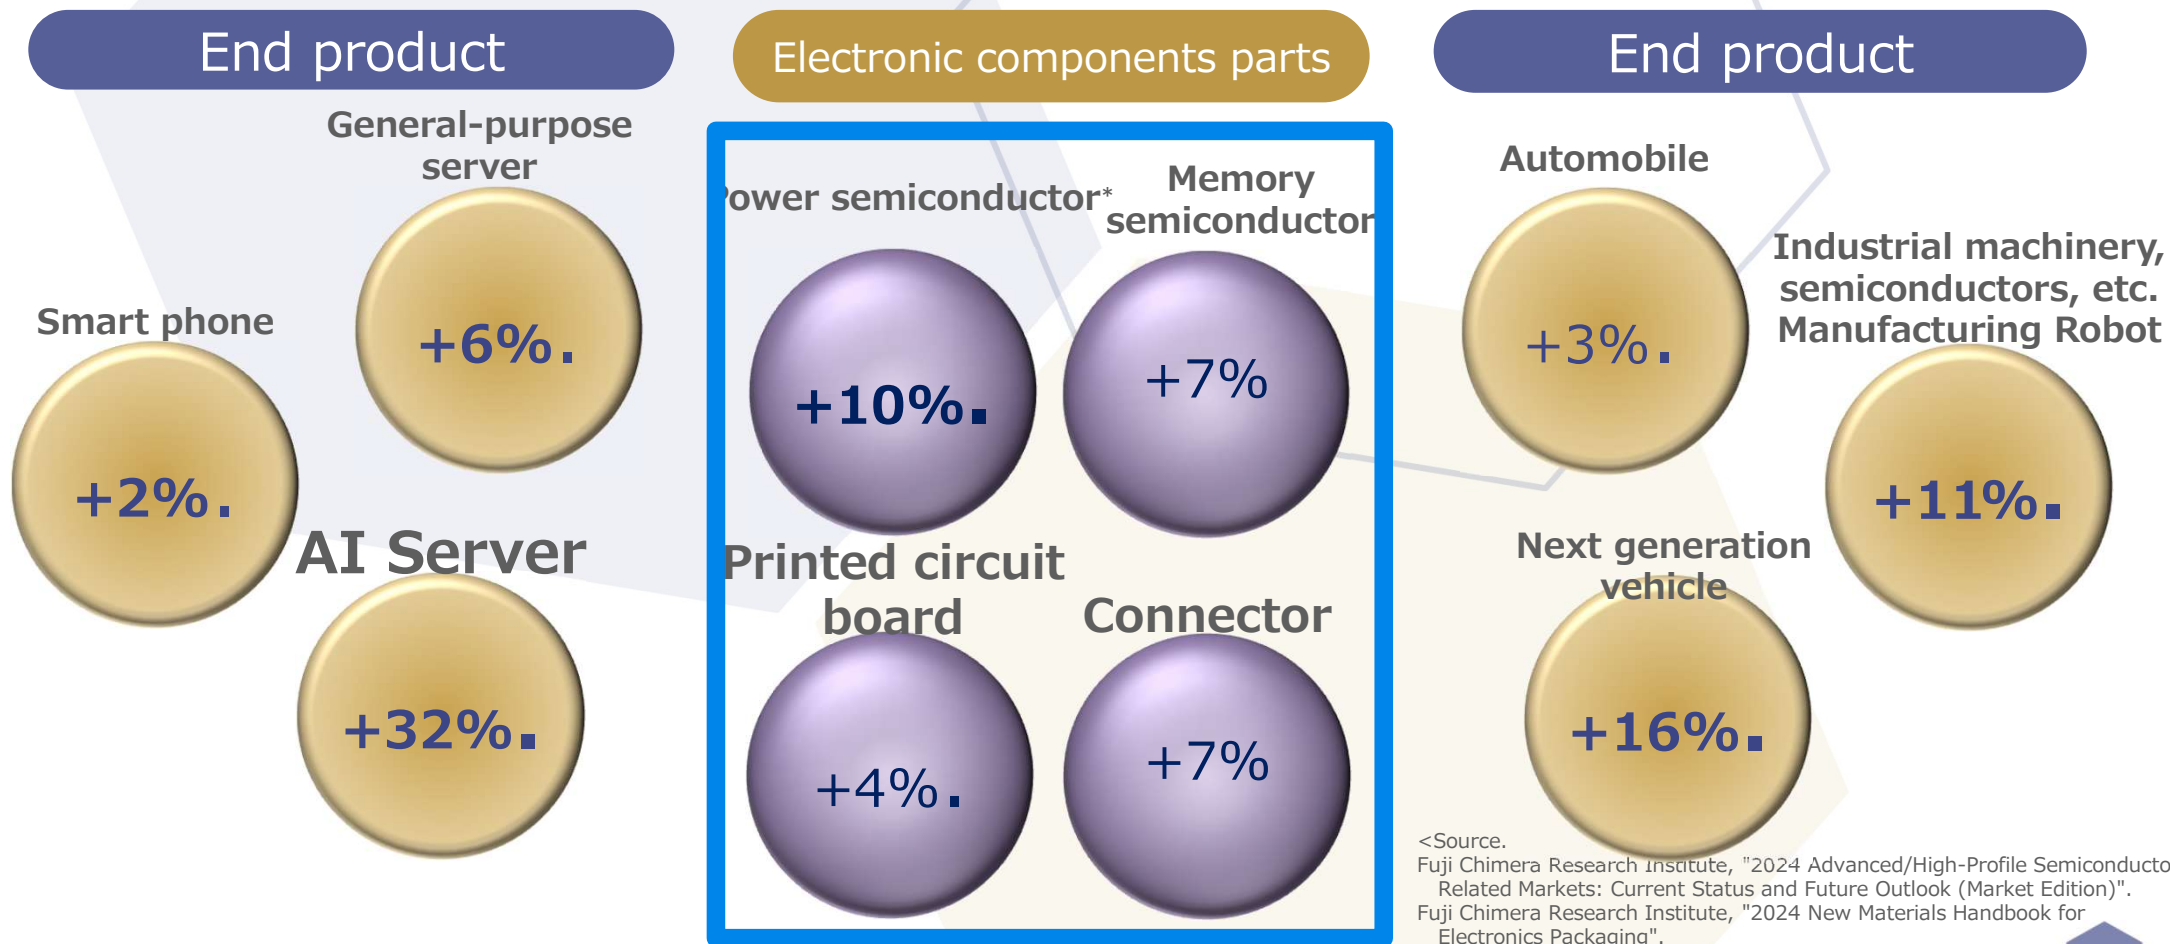 End product
Electronic components parts
End product
General-purpose
server
+6%.
Smart phone
+2%.
AI Server
+32%.
Power semiconductor*
+10%.
Memory
semiconductor
+7%
Printed circuit
board
+4%.
Connector
+7%
Automobile
+3%.
Industrial machinery,
semiconductors, etc.
Manufacturing Robot
+11%.
Next generation
vehicle
+16%.
<Source.
Fuji Chimera Research Institute, "2024 Advanced/High-Profile Semiconducto
Related Markets: Current Status and Future Outlook (Market Edition)".
Fuji Chimera Research Institute, "2024 New Materials Handbook for
Electronics Packaging".